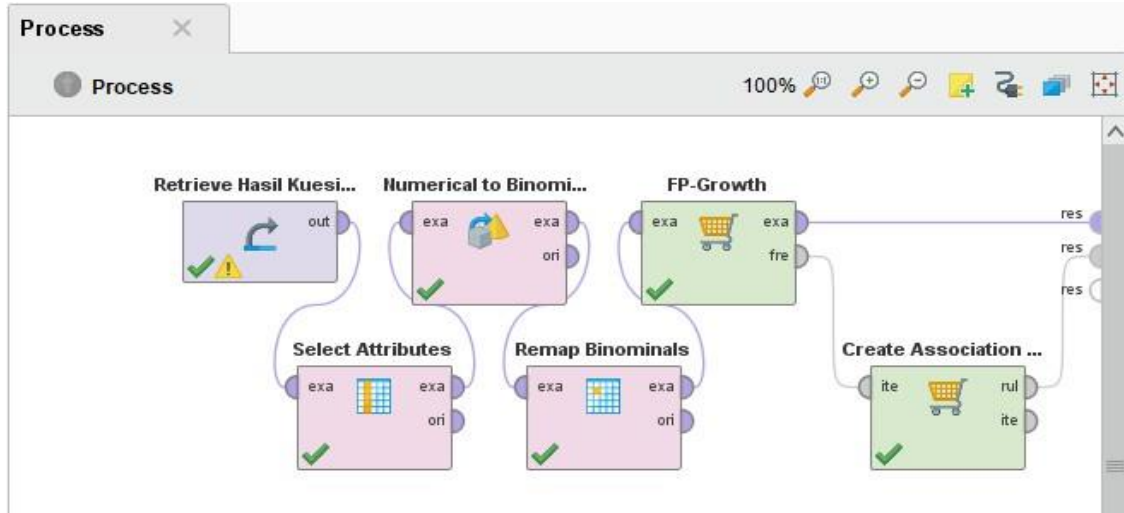 Process
Process
100%
Retrieve Hasil Kuesi...
Numerical to Binomi...
FP-Growth
out
exa
exa
ori
exa
exa
fre
res
res
res
Select Attributes
Remap Binominals
Create Association ...
exa
exa
ori
exa
exa
ori
ite
rul
ite